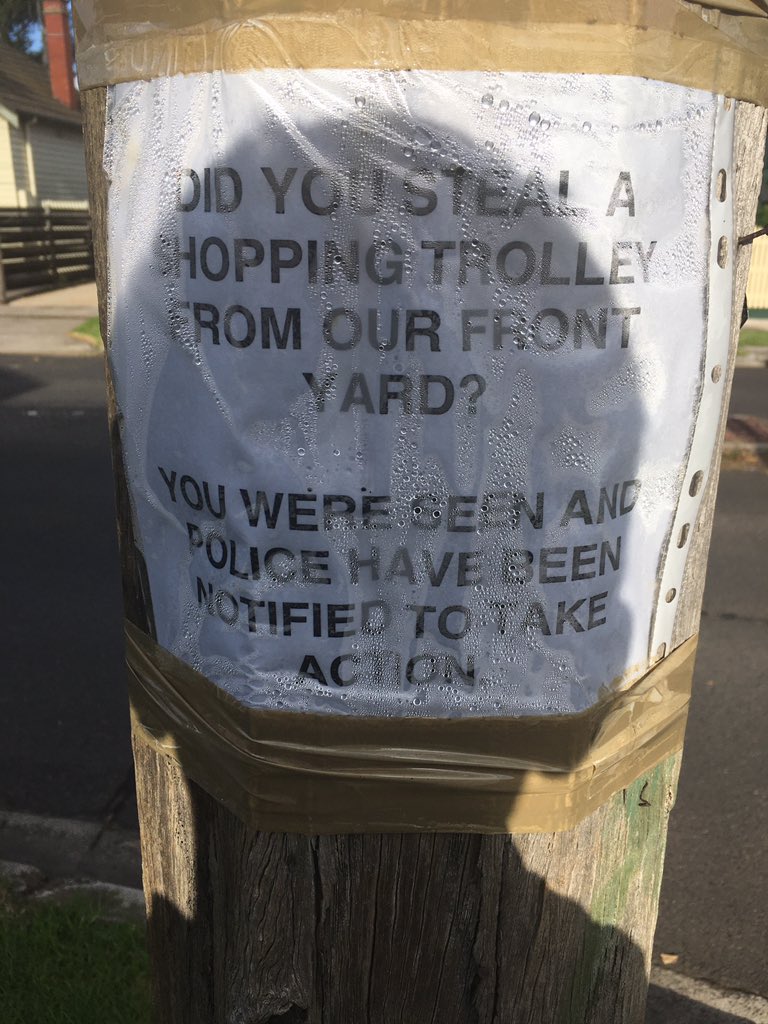 DID YOU STEAL A
SHOPPING TROLLEY
FROM OUR FRONT
YARD?
YOU WERE SEEN AND
POLICE HAVE BEEN
NOTIFIED TO TAKE
ACTION.